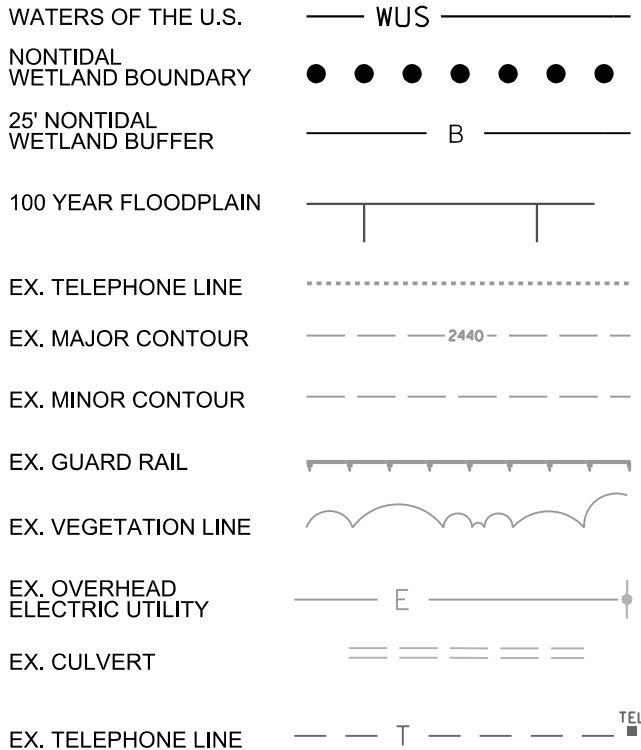 WATERS OF THE U.S.
WUS
NONTIDAL
WETLAND BOUNDARY
25' NONTIDAL
WETLAND BUFFER
B
100 YEAR FLOODPLAIN
EX. TELEPHONE LINE
EX. MAJOR CONTOUR
2440
EX. MINOR CONTOUR
EX. GUARD RAIL
EX. VEGETATION LINE
EX. OVERHEAD
ELECTRIC UTILITY
E
EX. CULVERT
EX. TELEPHONE LINE
T
TEL